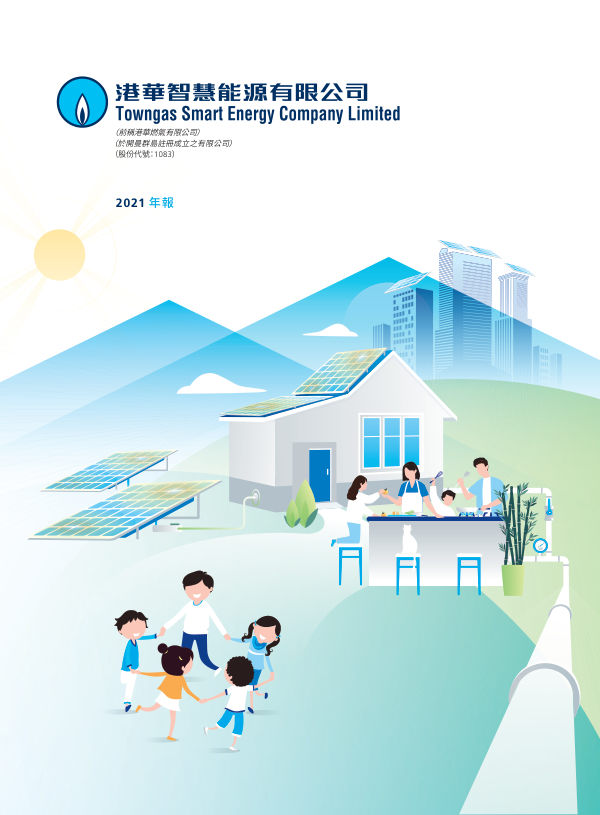 港華智慧能源有限公司
Towngas Smart Energy Company Limited
(前稱港華燃氣有限公司)
(於開曼群島註冊成立之有限公司)
(股份代號：1083)
2021 年報